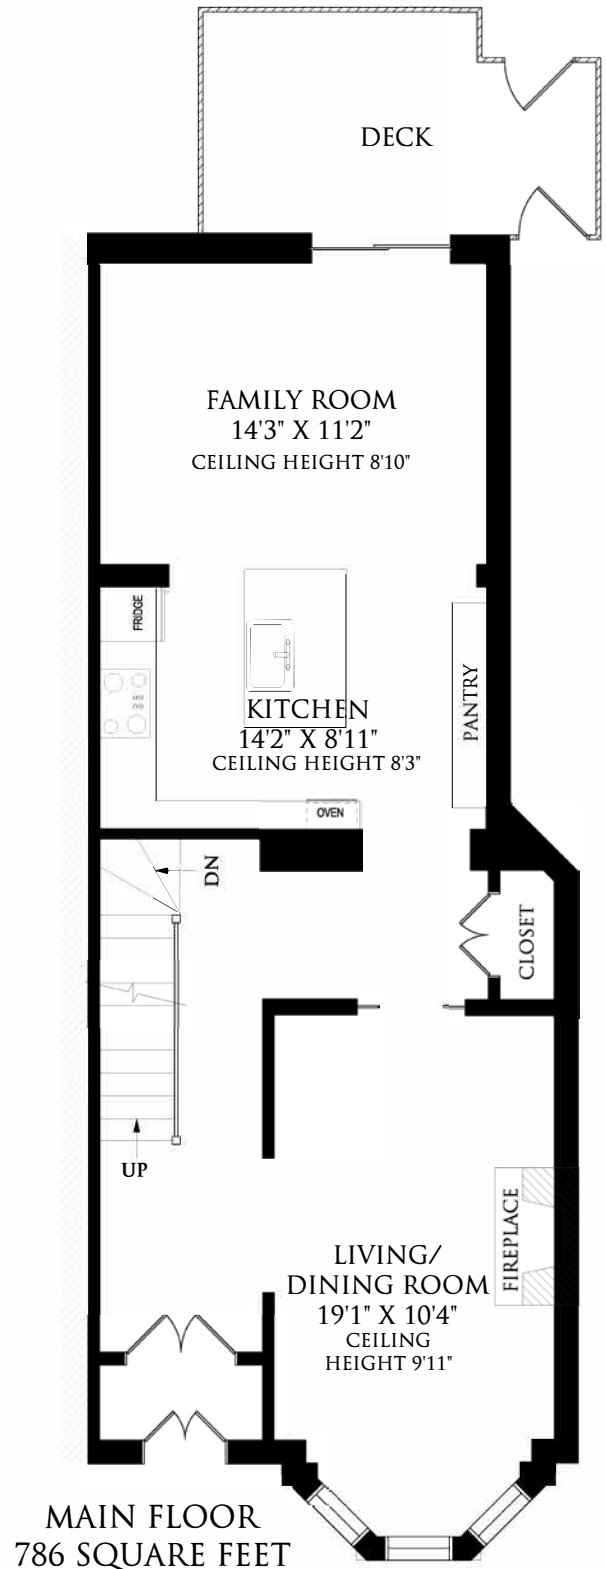 DECK
FAMILY ROOM
14'3" X 11'2"
CEILING HEIGHT 8'10"
FRIDGE
PANTRY
KITCHEN
14'2" X 8'11"
CEILING HEIGHT 8'3"
OVEN
DN
CLOSET
UP
FIREPLACE
LIVING/
DINING ROOM
19'1" X 10'4"
CEILING
HEIGHT 9'11"
MAIN FLOOR
786 SQUARE FEET